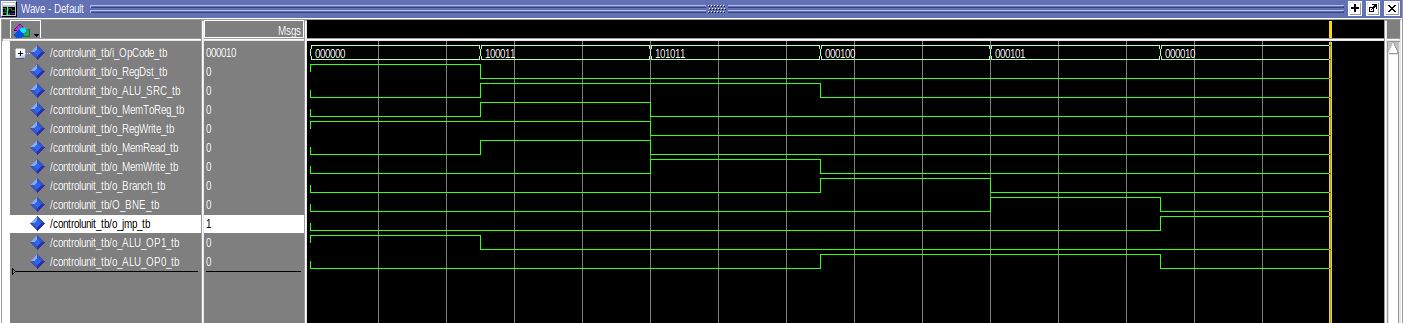 Wave - Default
Msgs
/controlunit_tb/i_OpCode_tb 000010 000000 100011 101011 000100 000101 000010
/controlunit_tb/o_RegDst_tb 0
/controlunit_tb/o_ALU_SRC_tb 0
/controlunit_tb/o_MemToReg_tb 0
/controlunit_tb/o_RegWrite_tb 0
/controlunit_tb/o_MemRead_tb 0
/controlunit_tb/o_MemWrite_tb 0
/controlunit_tb/o_Branch_tb 0
/controlunit_tb/O_BNE_tb 0
/controlunit_tb/o_jmp_tb 1
/controlunit_tb/o_ALU_OP1_tb 0
/controlunit_tb/o_ALU_OP0_tb 0